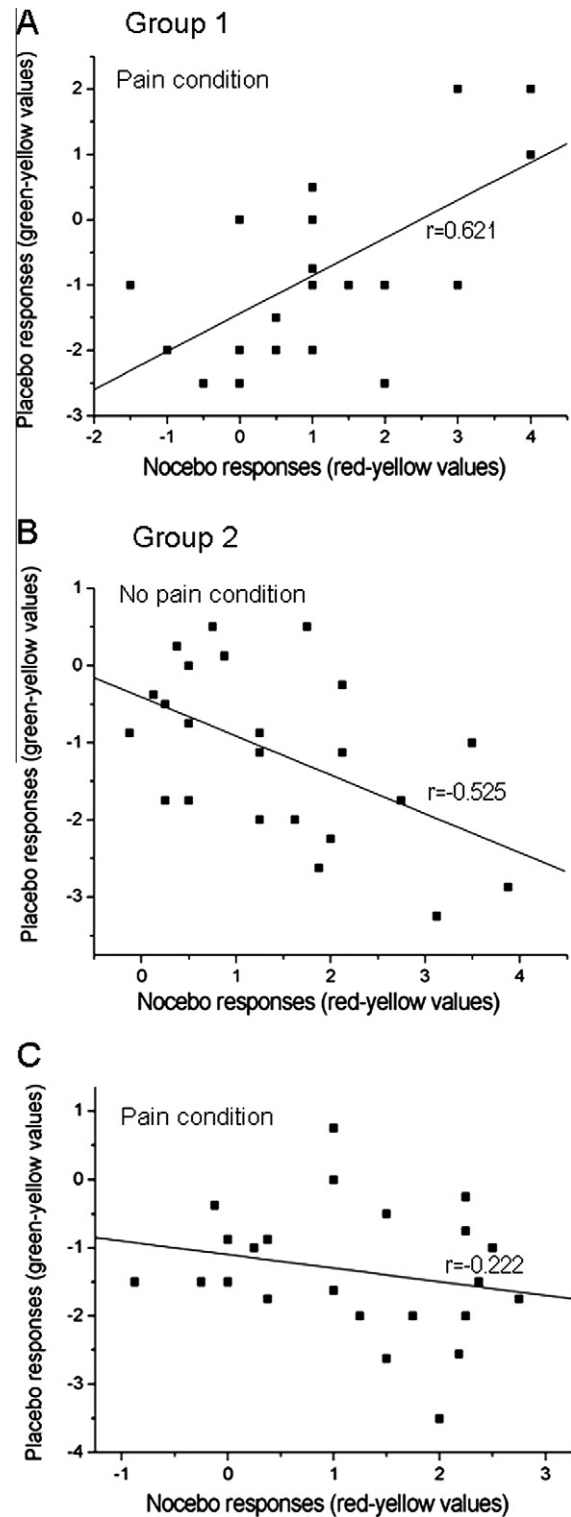 A
Group 1
Pain condition
Placebo responses (green-yellow values)
2
1
0
-1
-2
-3
r=0.621
-2 -1 0 1 2 3 4
Nocebo responses (red-yellow values)
B
Group 2
No pain condition
Placebo responses (green-yellow values)
1
0
-1
-2
-3
r=-0.525
0 1 2 3 4
Nocebo responses (red-yellow values)
C
Pain condition
Placebo responses (green-yellow values)
1
0
-1
-2
-3
-4
r=-0.222
-1 0 1 2 3
Nocebo responses (red-yellow values)